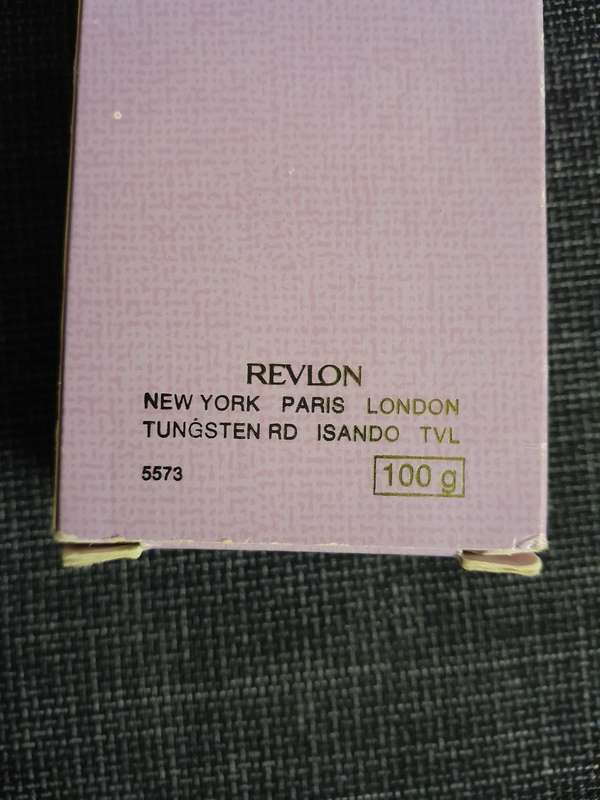 REVLON
NEW YORK PARIS LONDON
TUNGSTEN RD ISANDO TVL
5573 100 g